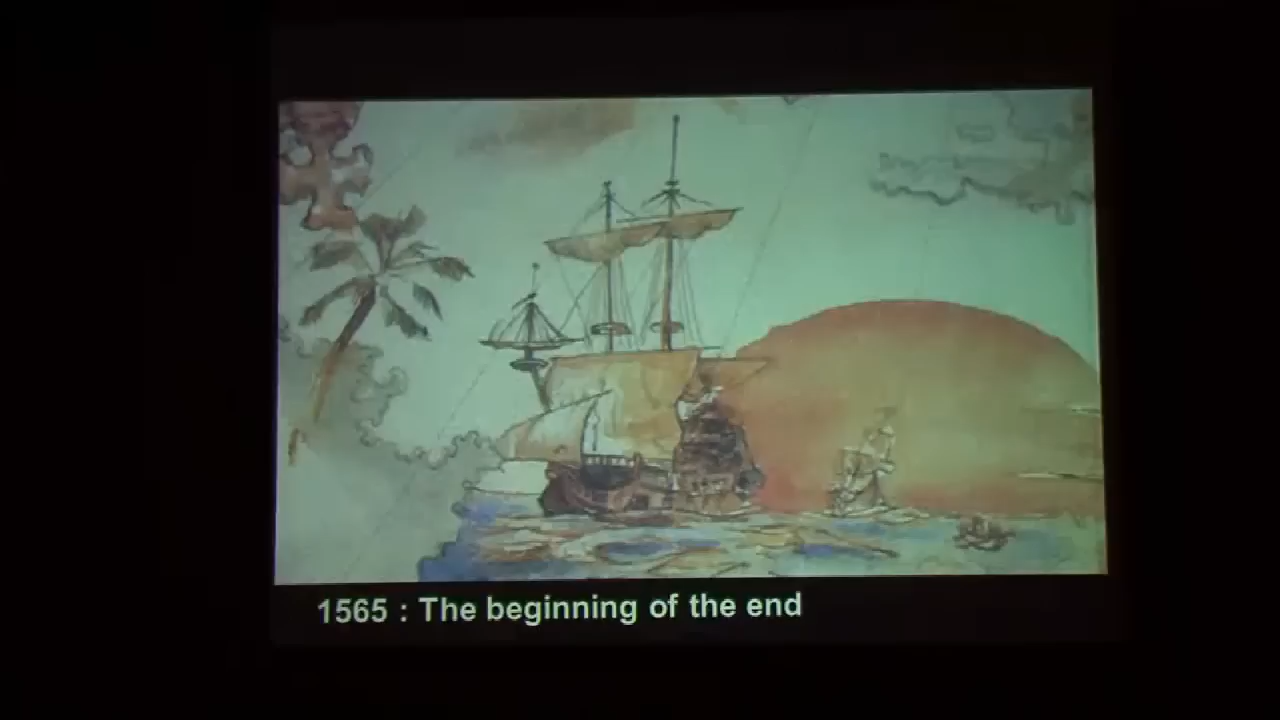 1565 : The beginning of the end